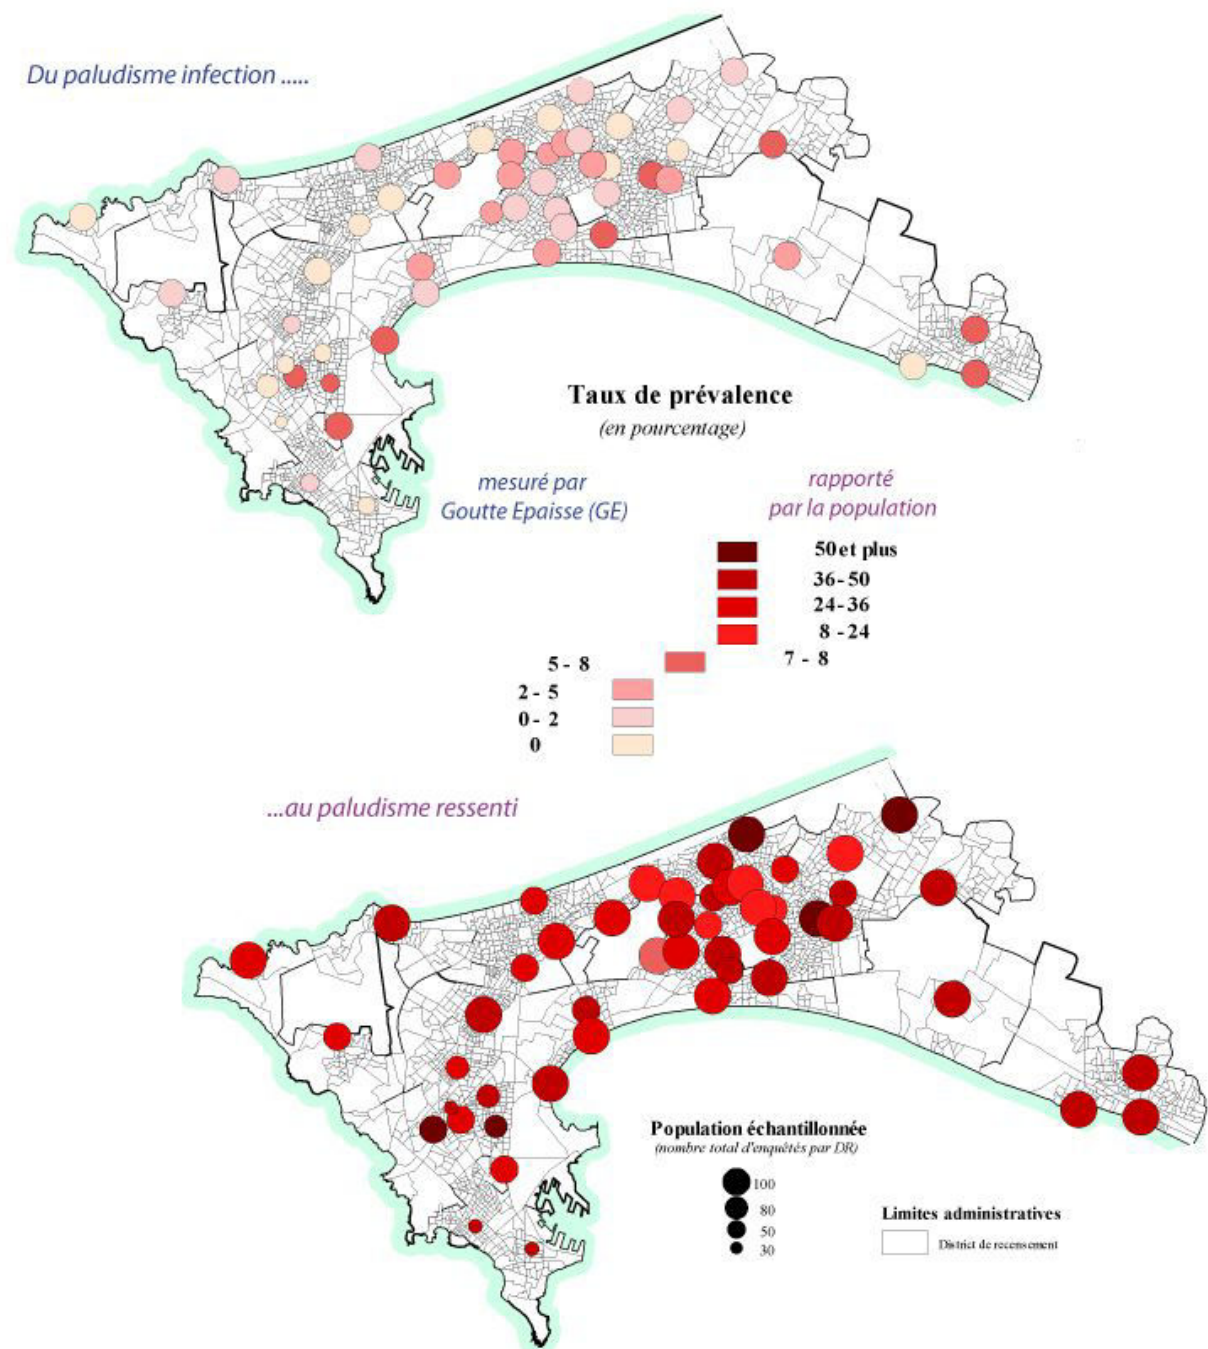 Du paludisme infection .....
Taux de prévalence
(en pourcentage)
mesuré par
Goutte Epaisse (GE)
rapporté
par la population
50 et plus
36-50
24-36
8 -24
7 - 8
5 - 8
2 - 5
0 - 2
0
...au paludisme ressenti
Population échantillonnée
(nombre total d'enquêtés par DR)
100
80
50
30
Limites administratives
District de recensement